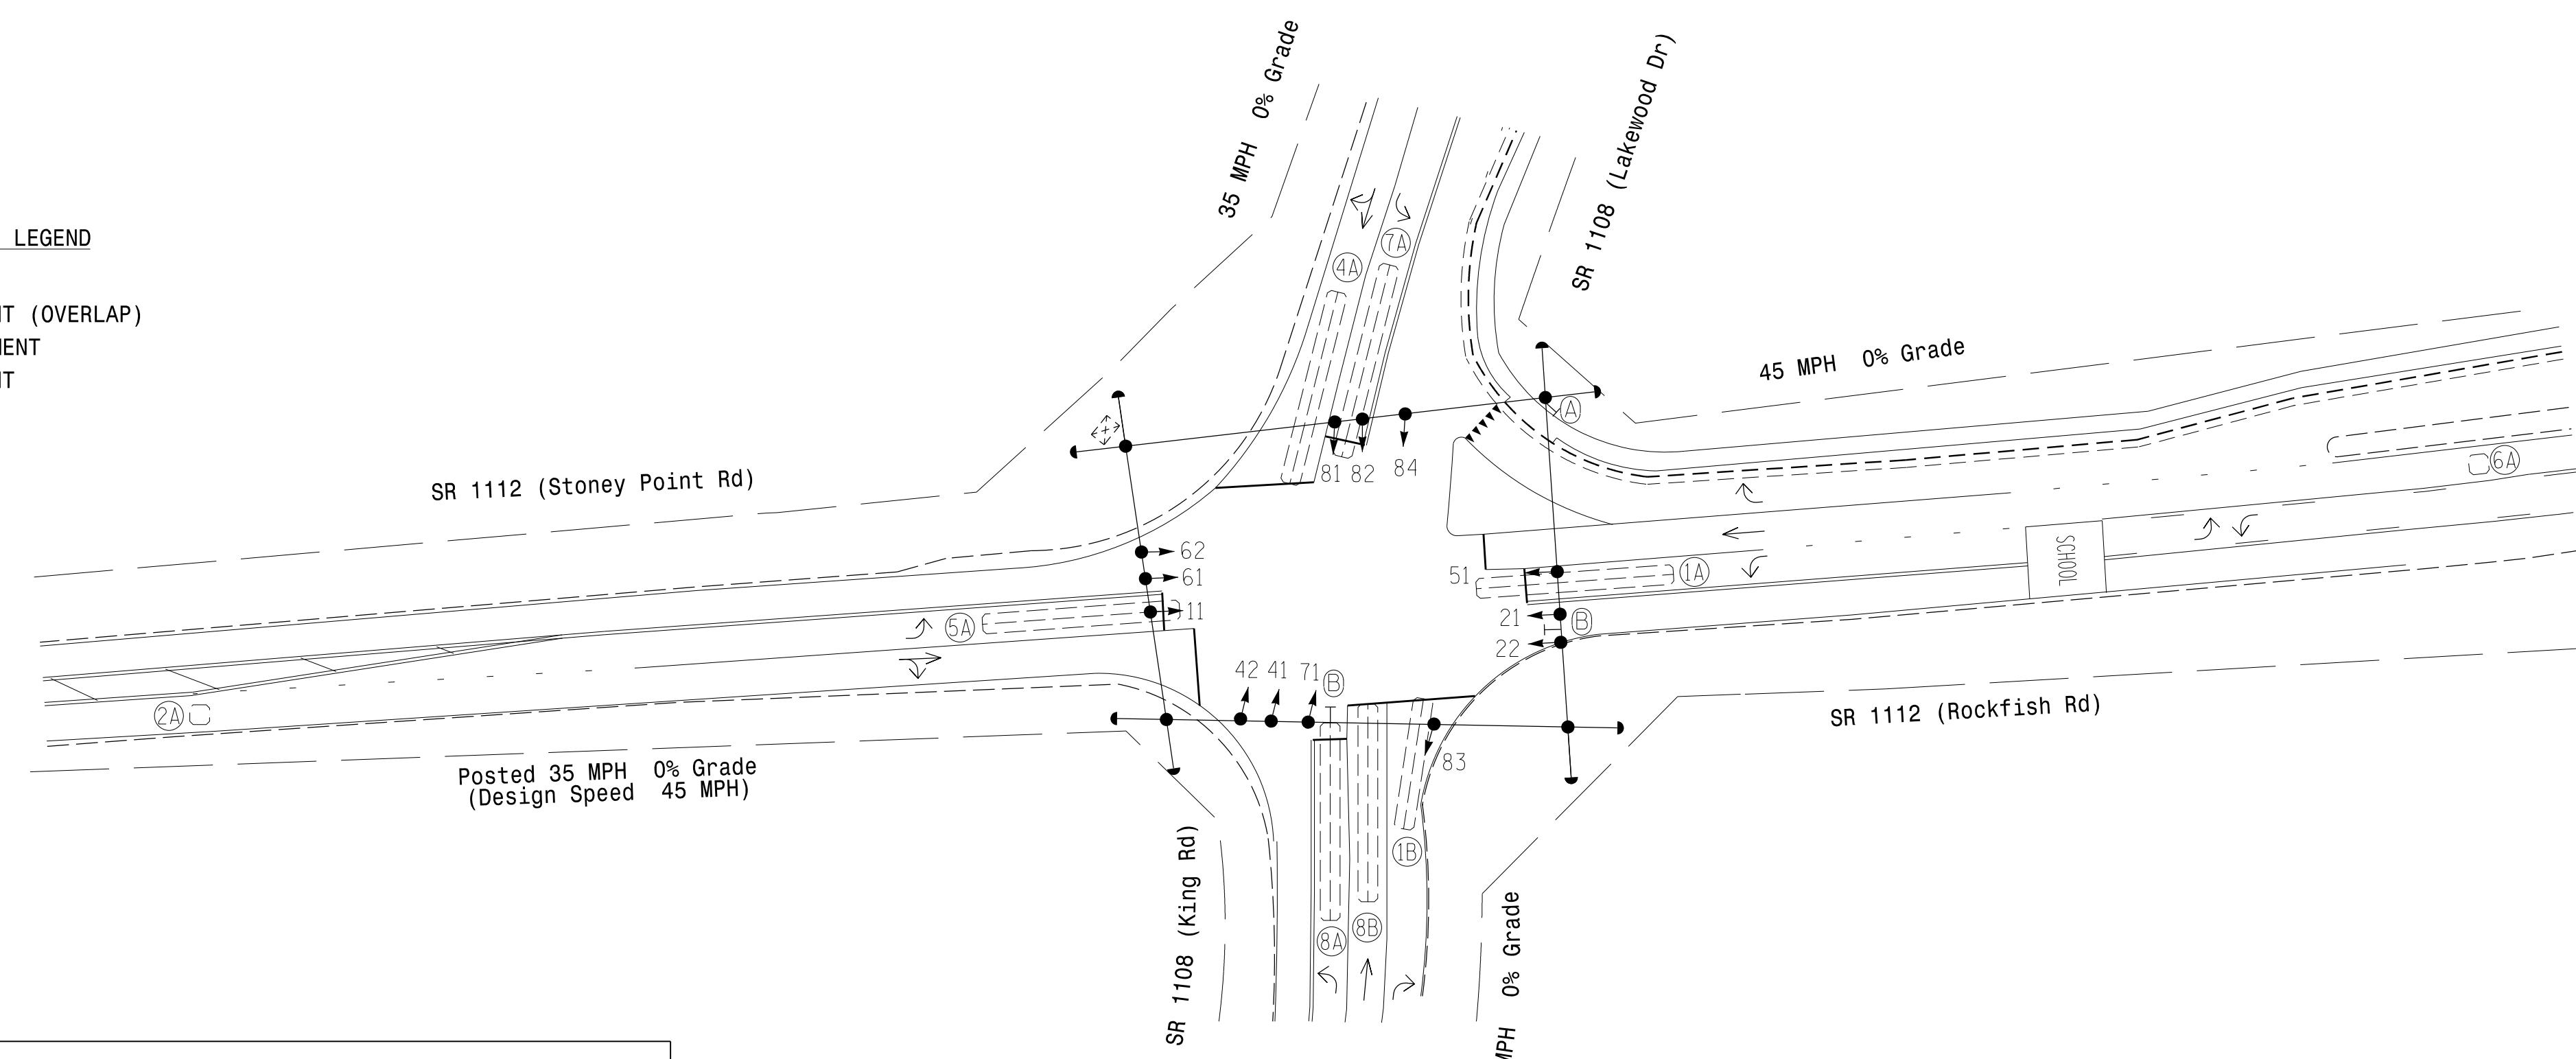 LEGEND
(OVERLAP)
35 MPH 0% Grade
SR 1108 (Lakewood Dr)
45 MPH 0% Grade
7A
4A
A
81
82
84
6A
SR 1112 (Stoney Point Rd)
SCHOOL
62
61
11
51
1A
21
B
22
5A
42
41
71
B
2A
83
SR 1112 (Rockfish Rd)
Posted 35 MPH 0% Grade
(Design Speed 45 MPH)
1B
8A
8B
SR 1108 (King Rd)
MPH 0% Grade